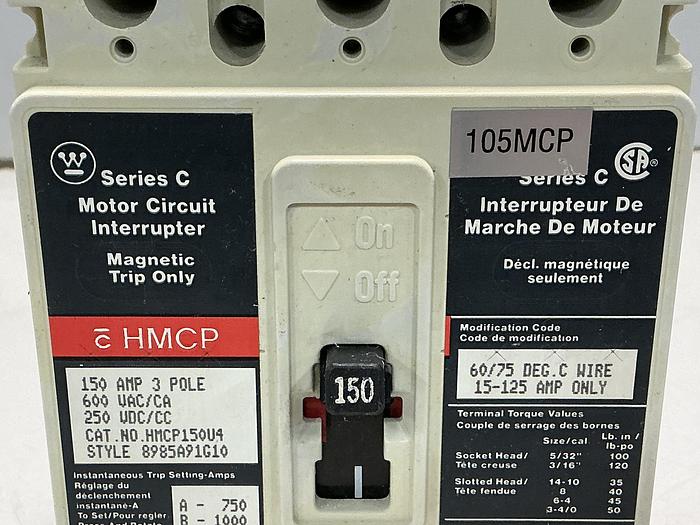 105MCP
W
Series C
Motor Circuit
Interrupter
Magnetic
Trip Only
c HMCP
150 AMP 3 POLE
600 VAC/CA
250 VDC/CC
CAT.NO.HMCP150U4
STYLE 8985A91G10
Instantaneous Trip Setting-Amps
Réglage du
déclenchement
instantané-A
To Set/Pour regler
A - 750
B - 1000
On
Off
150
SA ®
Series C
Interrupteur De
Marche De Moteur
Décl. magnétique
seulement
Modification Code
Code de modification
60/75 DEG.C WIRE
15-125 AMP ONLY
Terminal Torque Values
Couple de serrage des bornes
Size/cal. Lb. in / lb-po
Socket Head/ 5/32" 100
Tête creuse 3/16" 120
Slotted Head/ 14-10 35
Tête fendue 8 40
6-4 45
3-4/0 50